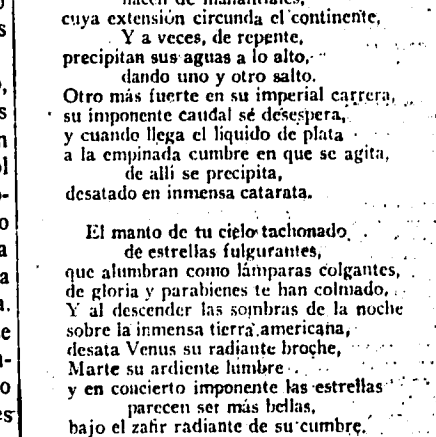 nacen de manantiales,
cuya extensión circunda el continente,
Y a veces, de repente,
precipitan sus aguas a lo alto,
dando uno y otro salto.
Otro más fuerte en su imperial carrera,
su imponente caudal se desespera,
y cuando llega el liquido de plata
a la empinada cumbre en que se agita,
de allí se precipita,
desatado en inmensa catarata.
El manto de tu cielo tachonado
de estrellas fulgurantes,
que alumbran como lámparas colgantes,
de gloria y parabienes te han colmado,
Y al descender las sombras de la noche
sobre la inmensa tierra americana,
desata Venus su radiante broche,
Marte su ardiente lumbre
y en concierto imponente las estrellas
parecen ser más bellas,
bajo el zafir radiante de su cumbre.